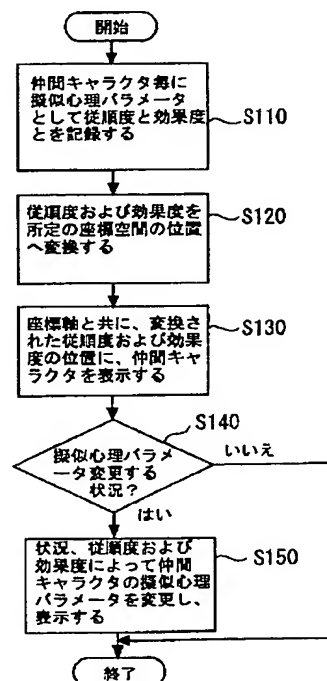 開始
仲間キャラクタ毎に
擬似心理パラメータ
として従順度と効果度
とを記録する
S110
従順度および効果度を
所定の座標空間の位置
へ変換する
S120
座標軸と共に、変換さ
れた従順度および効果
度の位置に、仲間キャ
ラクタを表示する
S130
S140
擬似心理パラメ
ータ変更する
状況?
いいえ
はい
状況、従順度および
効果度によって仲間
キャラクタの擬似心理
パラメータを変更し、
表示する
S150
終了